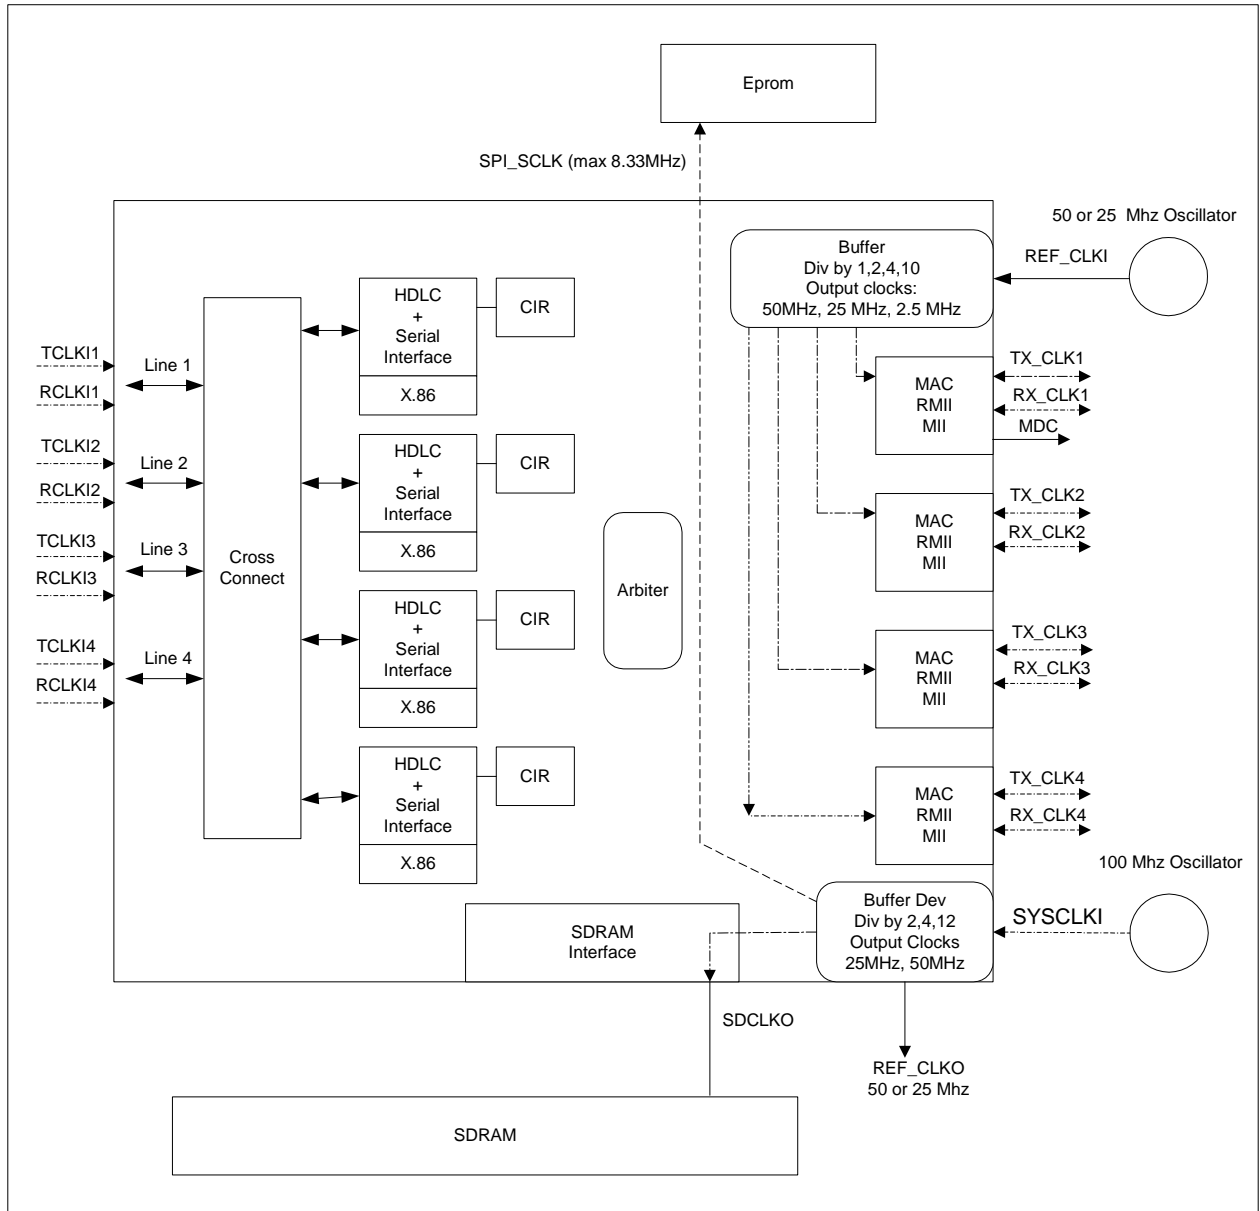 Eprom
SPI_SCLK (max 8.33MHz)
50 or 25 Mhz Oscillator
REF_CLKI
Buffer
Div by 1,2,4,10
Output clocks:
50MHz, 25 MHz, 2.5 MHz
TCLKI1
RCLKI1
Line 1
TCLKI2
RCLKI2
Line 2
TCLKI3
RCLKI3
Line 3
TCLKI4
RCLKI4
Line 4
Cross
Connect
HDLC
+
Serial
Interface
X.86
CIR
HDLC
+
Serial
Interface
X.86
CIR
HDLC
+
Serial
Interface
X.86
CIR
HDLC
+
Serial
Interface
X.86
CIR
Arbiter
MAC
RMII
MII
TX_CLK1
RX_CLK1
MDC
MAC
RMII
MII
TX_CLK2
RX_CLK2
MAC
RMII
MII
TX_CLK3
RX_CLK3
MAC
RMII
MII
TX_CLK4
RX_CLK4
100 Mhz Oscillator
SYSCLKI
Buffer Dev
Div by 2,4,12
Output Clocks
25MHz, 50MHz
SDRAM
Interface
SDCLKO
REF_CLKO
50 or 25 Mhz
SDRAM